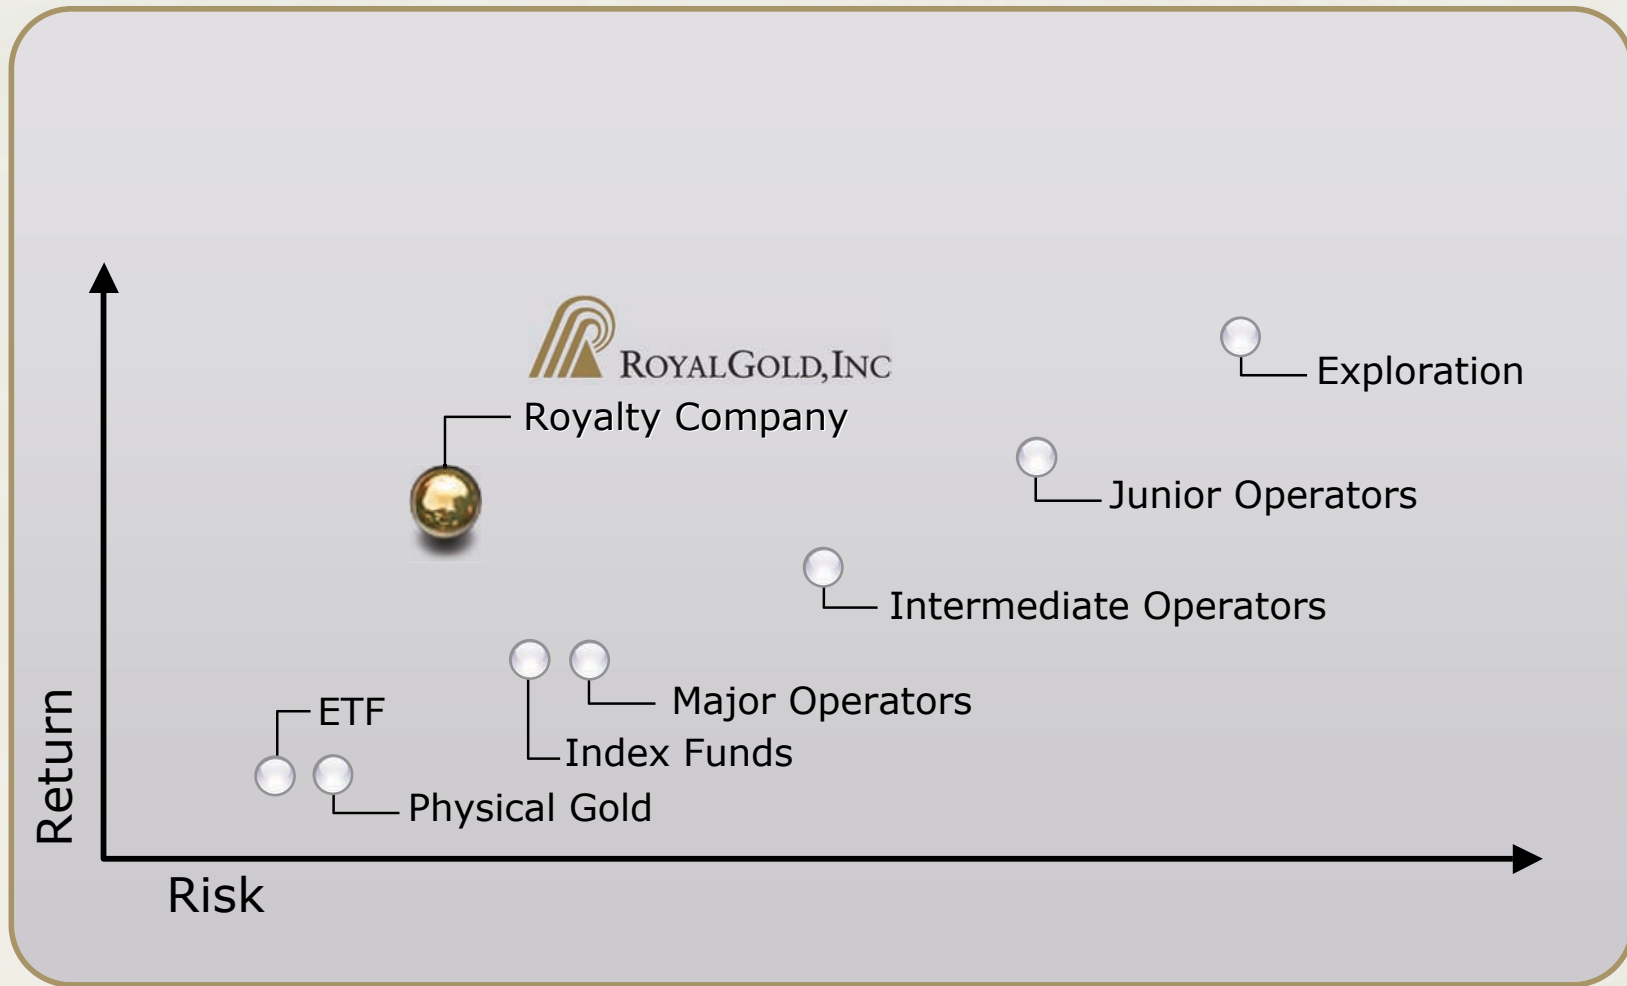 ROYALGOLD,INC
Royalty Company
Exploration
Junior Operators
Intermediate Operators
Major Operators
Index Funds
ETF
Physical Gold
Return
Risk